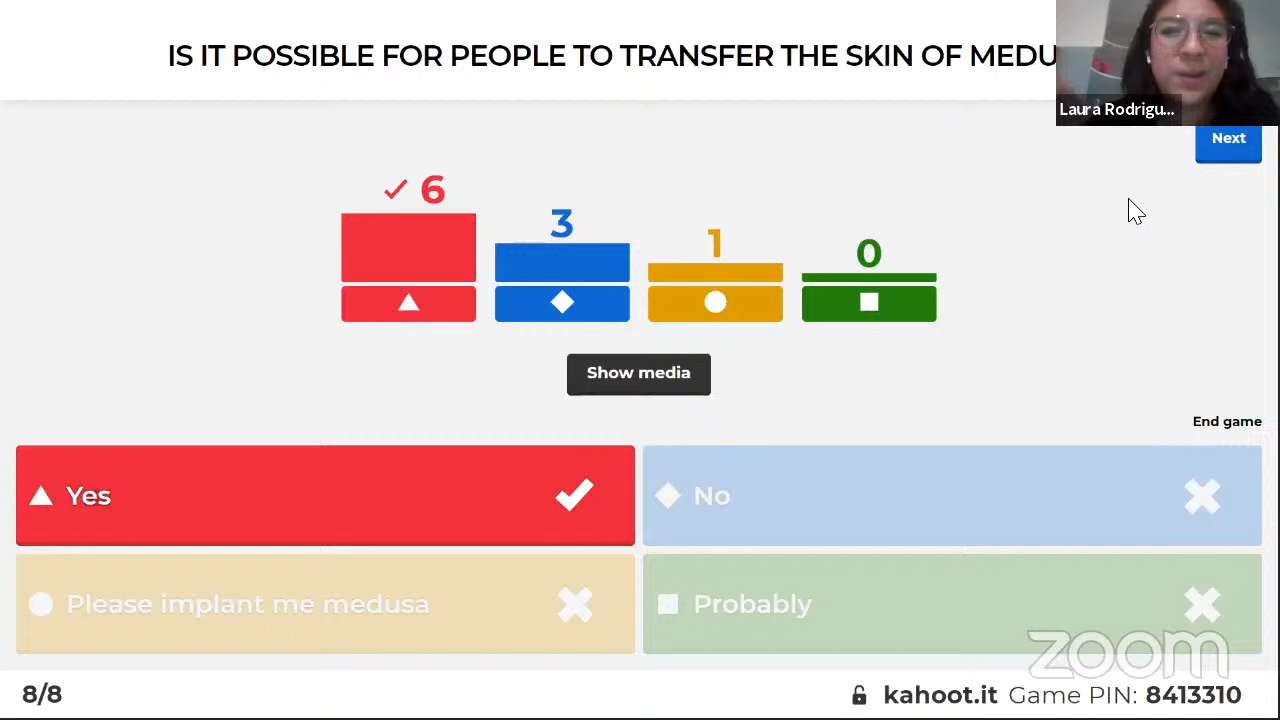 IS IT POSSIBLE FOR PEOPLE TO TRANSFER THE SKIN OF MEDU
Laura Rodrigu...
Next
6
3
1
0
Show media
End game
Yes
No
Please implant me medusa
Probably
zoom
8/8
kahoot.it Game PIN: 8413310